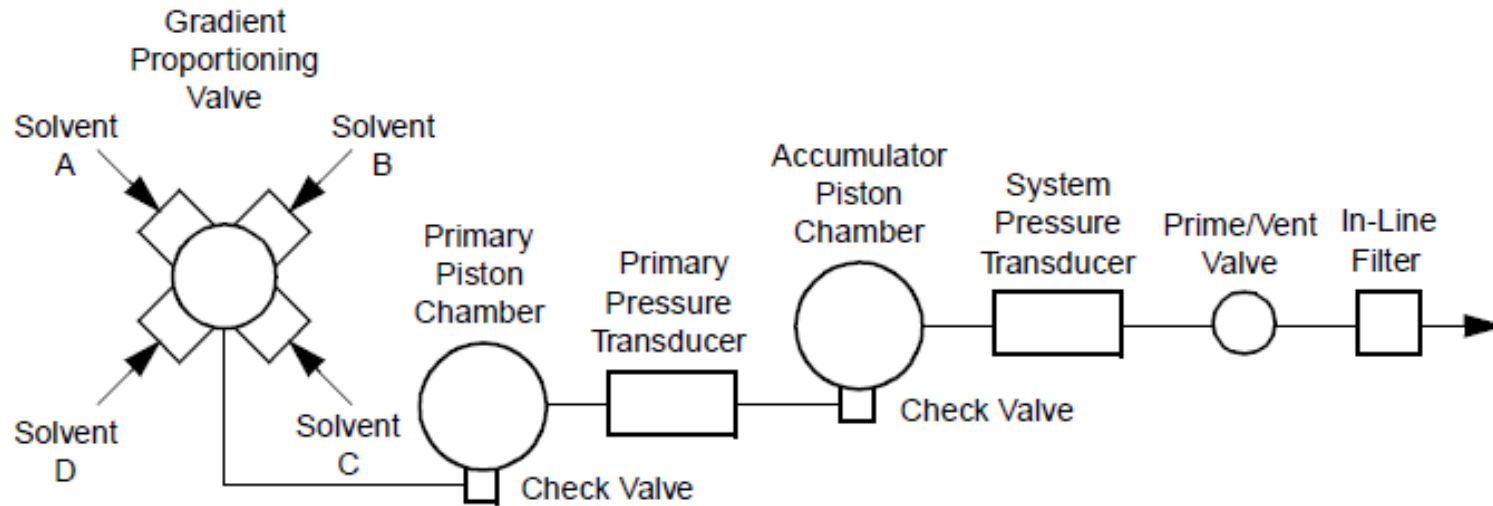 Gradient
Proportioning
Valve
Solvent
A
Solvent
B
Solvent
D
Solvent
C
Primary
Piston
Chamber
Check Valve
Primary
Pressure
Transducer
Accumulator
Piston
Chamber
Check Valve
System
Pressure
Transducer
Prime/Vent
Valve
In-Line
Filter